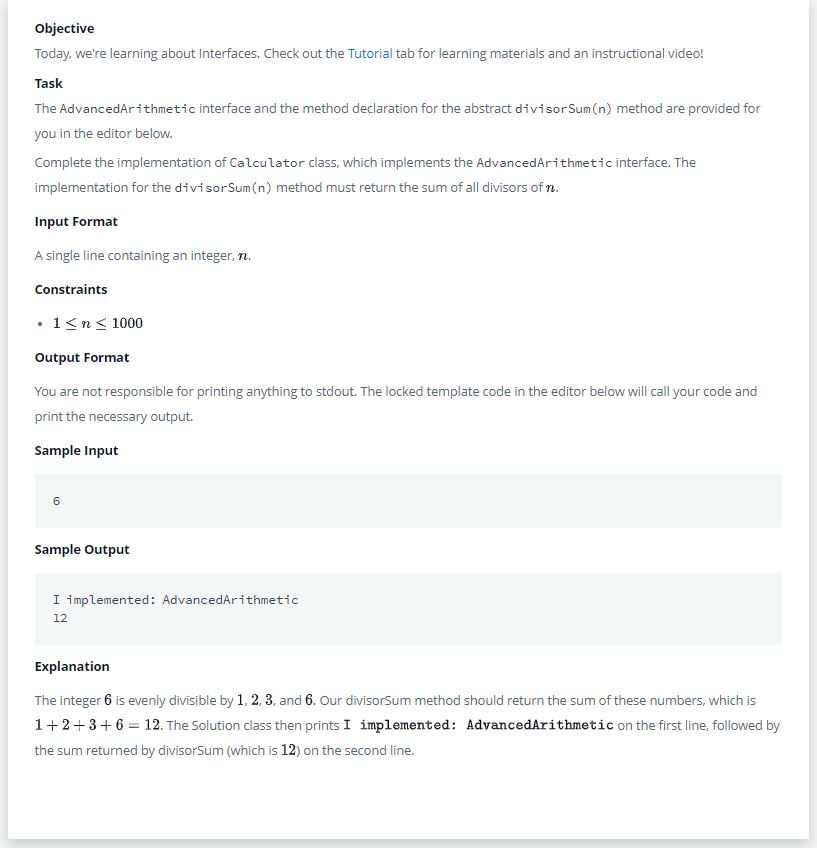 Objective
Today, we're learning about Interfaces. Check out the Tutorial tab for learning materials and an instructional video!
Task
The AdvancedArithmetic interface and the method declaration for the abstract divisorSum(n) method are provided for
you in the editor below.
Complete the implementation of Calculator class, which implements the AdvancedArithmetic interface. The
implementation for the divisorSum(n) method must return the sum of all divisors of n.
Input Format
A single line containing an integer, n.
Constraints
• 1 ≤ n ≤ 1000
Output Format
You are not responsible for printing anything to stdout. The locked template code in the editor below will call your code and
print the necessary output.
Sample Input
6
Sample Output
I implemented: AdvancedArithmetic
12
Explanation
The integer 6 is evenly divisible by 1, 2, 3, and 6. Our divisorSum method should return the sum of these numbers, which is
1 + 2 + 3 + 6 = 12. The Solution class then prints I implemented: AdvancedArithmetic on the first line, followed by
the sum returned by divisorSum (which is 12) on the second line.